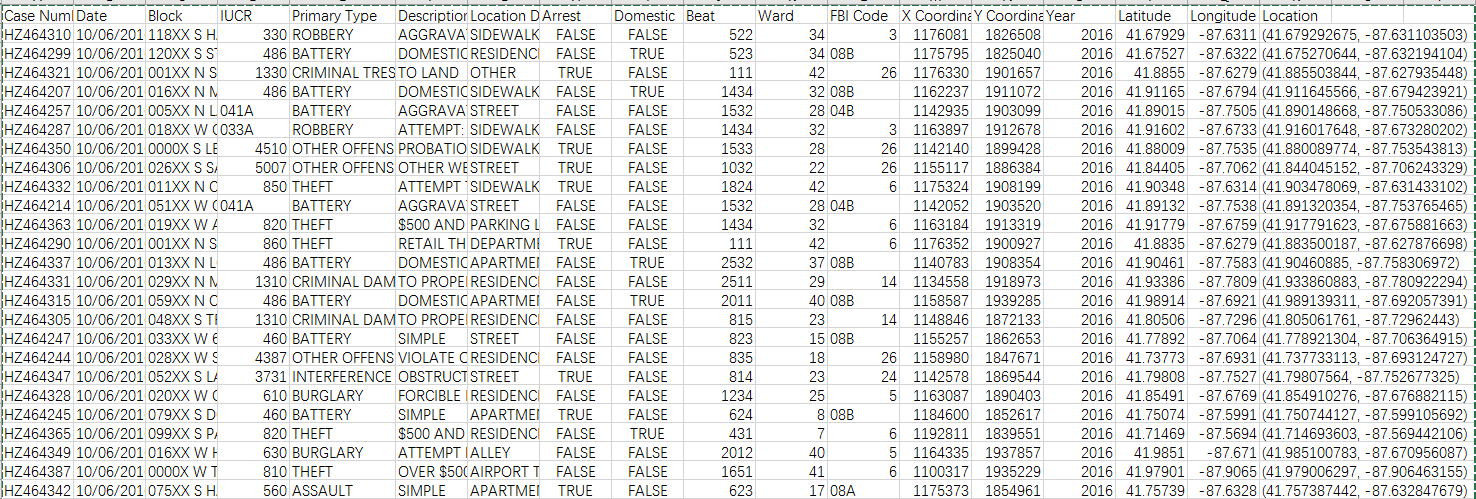 Case Numl Date Block IUCR Primary Type Description Location D Arrest Domestic Beat Ward FBI Code X Coordina Y Coordina Year Latitude Longitude Location
HZ464310 10/06/201 118XX S H. 330 ROBBERY AGGRAVA SIDEWALK FALSE FALSE 522 34 3 1176081 1826508 2016 41.67929 -87.6311 (41.679292675, -87.631103503)
HZ464299 10/06/201 120XX S ST 486 BATTERY DOMESTIC RESIDENC FALSE TRUE 523 34 08B 1175795 1825040 2016 41.67527 -87.6322 (41.675270644, -87.632194104)
HZ464321 10/06/201 001XX N S 1330 CRIMINAL TRES TO LAND OTHER TRUE FALSE 111 42 26 1176330 1901657 2016 41.8855 -87.6279 (41.885503844, -87.627935448)
HZ464207 10/06/201 016XX N M 486 BATTERY DOMESTIC SIDEWALK FALSE TRUE 1434 32 08B 1162237 1911072 2016 41.91165 -87.6794 (41.911645566, -87.679423921)
HZ464257 10/06/201 005XX N L 041A BATTERY AGGRAVA STREET FALSE FALSE 1532 28 04B 1142935 1903099 2016 41.89015 -87.7505 (41.890148668, -87.750533086)
HZ464287 10/06/201 018XX W 033A ROBBERY ATTEMPT: SIDEWALK FALSE FALSE 1434 32 3 1163897 1912678 2016 41.91602 -87.6733 (41.916017648, -87.673280202)
HZ464350 10/06/201 0000X S LE 4510 OTHER OFFENS PROBATIO SIDEWALK TRUE FALSE 1533 28 26 1142140 1899428 2016 41.88009 -87.7535 (41.880089774, -87.753543813)
HZ464306 10/06/201 026XX S SA 5007 OTHER OFFENS OTHER WE STREET TRUE FALSE 1032 22 26 1155117 1886384 2016 41.84405 -87.7062 (41.844045152, -87.706243329)
HZ464332 10/06/201 011XX N C 850 THEFT ATTEMPT SIDEWALK TRUE FALSE 1824 42 6 1175324 1908199 2016 41.90348 -87.6314 (41.903478069, -87.631433102)
HZ464214 10/06/201 051XX W 041A BATTERY AGGRAVA STREET FALSE FALSE 1532 28 04B 1142052 1903520 2016 41.89132 -87.7538 (41.891320354, -87.753765465)
HZ464363 10/06/201 019XX W A 820 THEFT $500 AND PARKING L FALSE FALSE 1434 32 6 1163184 1913319 2016 41.91779 -87.6759 (41.917791623, -87.675881663)
HZ464290 10/06/201 001XX N S 860 THEFT RETAIL TH DEPARTME TRUE FALSE 111 42 6 1176352 1900927 2016 41.8835 -87.6279 (41.883500187, -87.627876698)
HZ464337 10/06/201 013XX N L 486 BATTERY DOMESTIC APARTMEN FALSE TRUE 2532 37 08B 1140783 1908354 2016 41.90461 -87.7583 (41.90460885, -87.758306972)
HZ464331 10/06/201 029XX N M 1310 CRIMINAL DAM TO PROPE RESIDENC FALSE FALSE 2511 29 14 1134558 1918973 2016 41.93386 -87.7809 (41.933860883, -87.780922294)
HZ464315 10/06/201 059XX N C 486 BATTERY DOMESTIC APARTMEN FALSE TRUE 2011 40 08B 1158587 1939285 2016 41.98914 -87.6921 (41.989139311, -87.692057391)
HZ464305 10/06/201 048XX S TR 1310 CRIMINAL DAM TO PROPE RESIDENC FALSE FALSE 815 23 14 1148846 1872133 2016 41.80506 -87.7296 (41.805061761, -87.72962443)
HZ464247 10/06/201 033XX W 6 460 BATTERY SIMPLE STREET FALSE FALSE 823 15 08B 1155257 1862653 2016 41.77892 -87.7064 (41.778921304, -87.706364915)
HZ464244 10/06/201 028XX W S 4387 OTHER OFFENS VIOLATE O RESIDENC FALSE FALSE 835 18 26 1158980 1847671 2016 41.73773 -87.6931 (41.737733113, -87.693124727)
HZ464347 10/06/201 052XX S LA 3731 INTERFERENCE OBSTRUCT STREET TRUE FALSE 814 23 24 1142578 1869544 2016 41.79808 -87.7527 (41.79807564, -87.752677325)
HZ464328 10/06/201 020XX W C 610 BURGLARY FORCIBLE RESIDENC FALSE FALSE 1234 25 5 1163087 1890403 2016 41.85491 -87.6769 (41.854910276, -87.676882115)
HZ464245 10/06/201 079XX S D 460 BATTERY SIMPLE APARTMEN TRUE FALSE 624 8 08B 1184600 1852617 2016 41.75074 -87.5991 (41.750744127, -87.599105692)
HZ464365 10/06/201 099XX S PA 820 THEFT $500 AND RESIDENC FALSE TRUE 431 7 6 1192811 1839551 2016 41.71469 -87.5694 (41.714693603, -87.569442106)
HZ464349 10/06/201 016XX W H 630 BURGLARY ATTEMPT ALLEY FALSE FALSE 2012 40 5 1164335 1937857 2016 41.9851 -87.671 (41.985100783, -87.670956087)
HZ464387 10/06/201 0000X W T 810 THEFT OVER $500 AIRPORT T FALSE FALSE 1651 41 6 1100317 1935229 2016 41.97901 -87.9065 (41.979006297, -87.906463155)
HZ464342 10/06/201 075XX S H. 560 ASSAULT SIMPLE APARTMEN TRUE FALSE 623 17 08A 1175373 1854961 2016 41.75739 -87.6328 (41.757387442, -87.632847679)